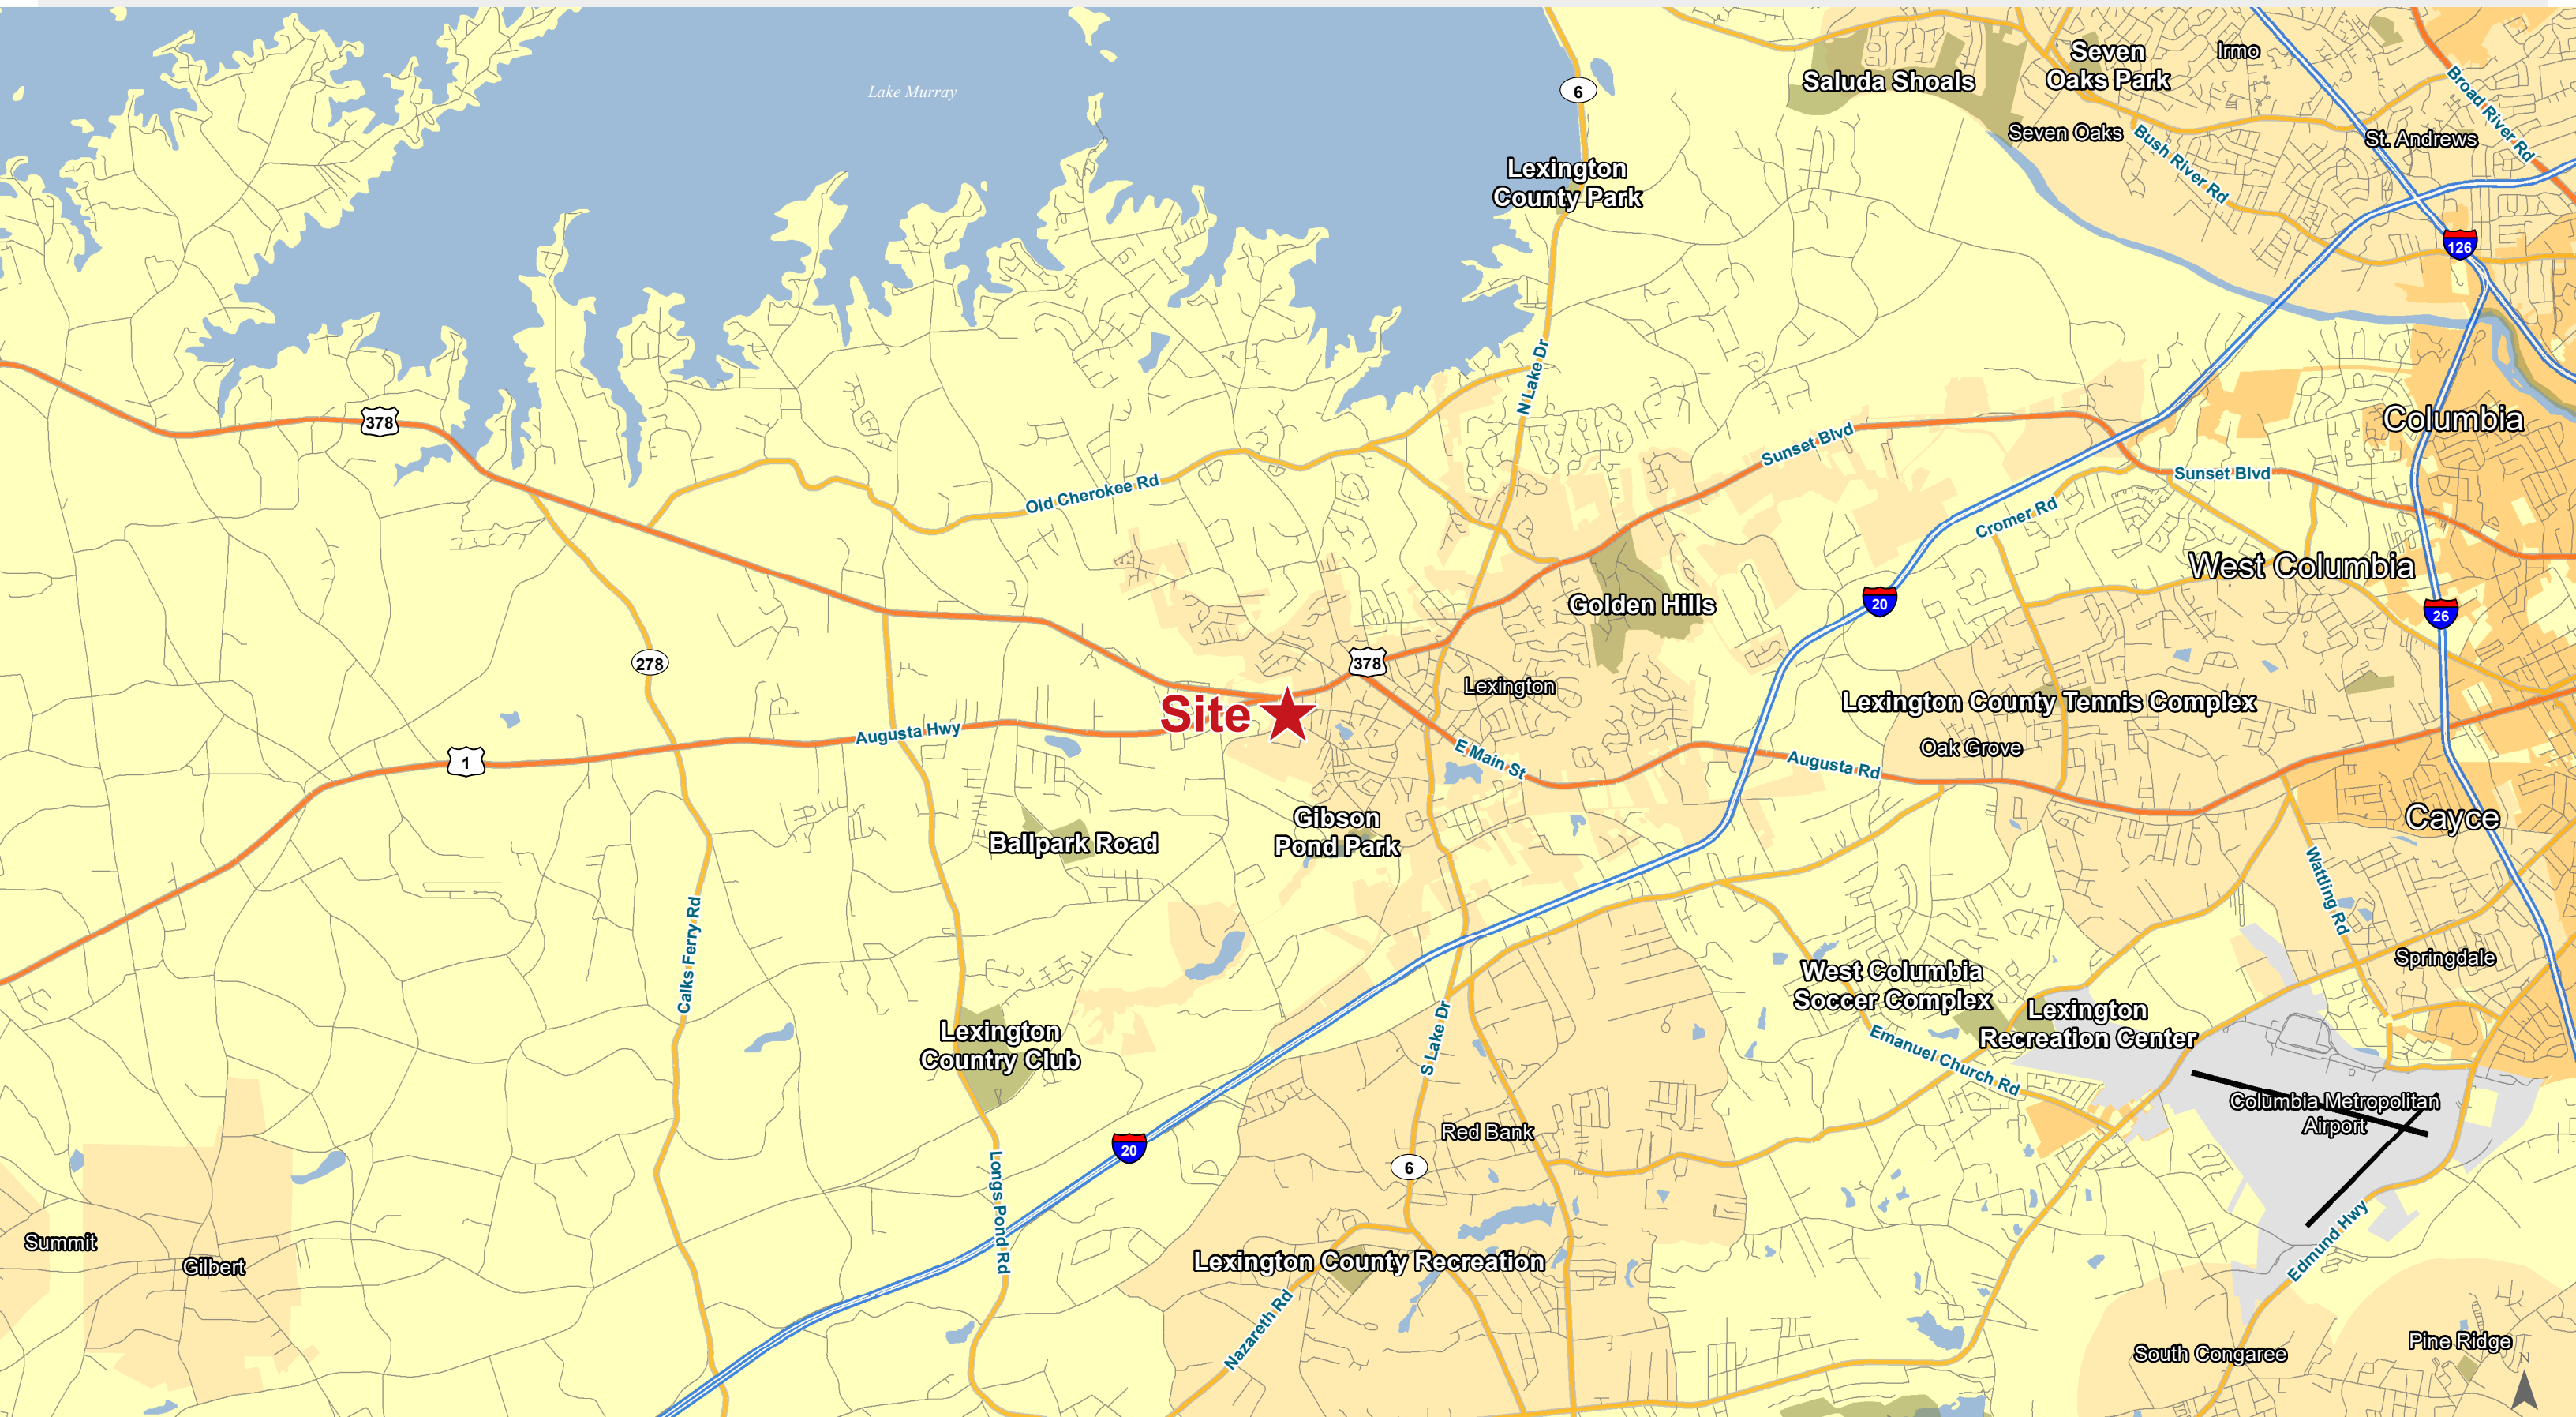 Lake Murray
6
Saluda Shoals
Seven
Oaks Park
Irmo
Broad River Rd
Seven Oaks
Bush River Rd
St. Andrews
Lexington
County Park
126
N Lake Dr
378
Columbia
Sunset Blvd
Sunset Blvd
Old Cherokee Rd
Cromer Rd
West Columbia
Golden Hills
20
26
278
378
Lexington
Lexington County Tennis Complex
Site
Augusta Hwy
1
E Main St
Augusta Rd
Oak Grove
Gibson
Pond Park
Ballpark Road
Cayce
Wattling Rd
Calks Ferry Rd
Springdale
West Columbia
Soccer Complex
Lexington
Recreation Center
Lexington
Country Club
S Lake Dr
Emanuel Church Rd
Columbia Metropolitan
Airport
Red Bank
20
6
Longs Pond Rd
Summit
Gilbert
Lexington County Recreation
Edmund Hwy
Nazareth Rd
South Congaree
Pine Ridge
N